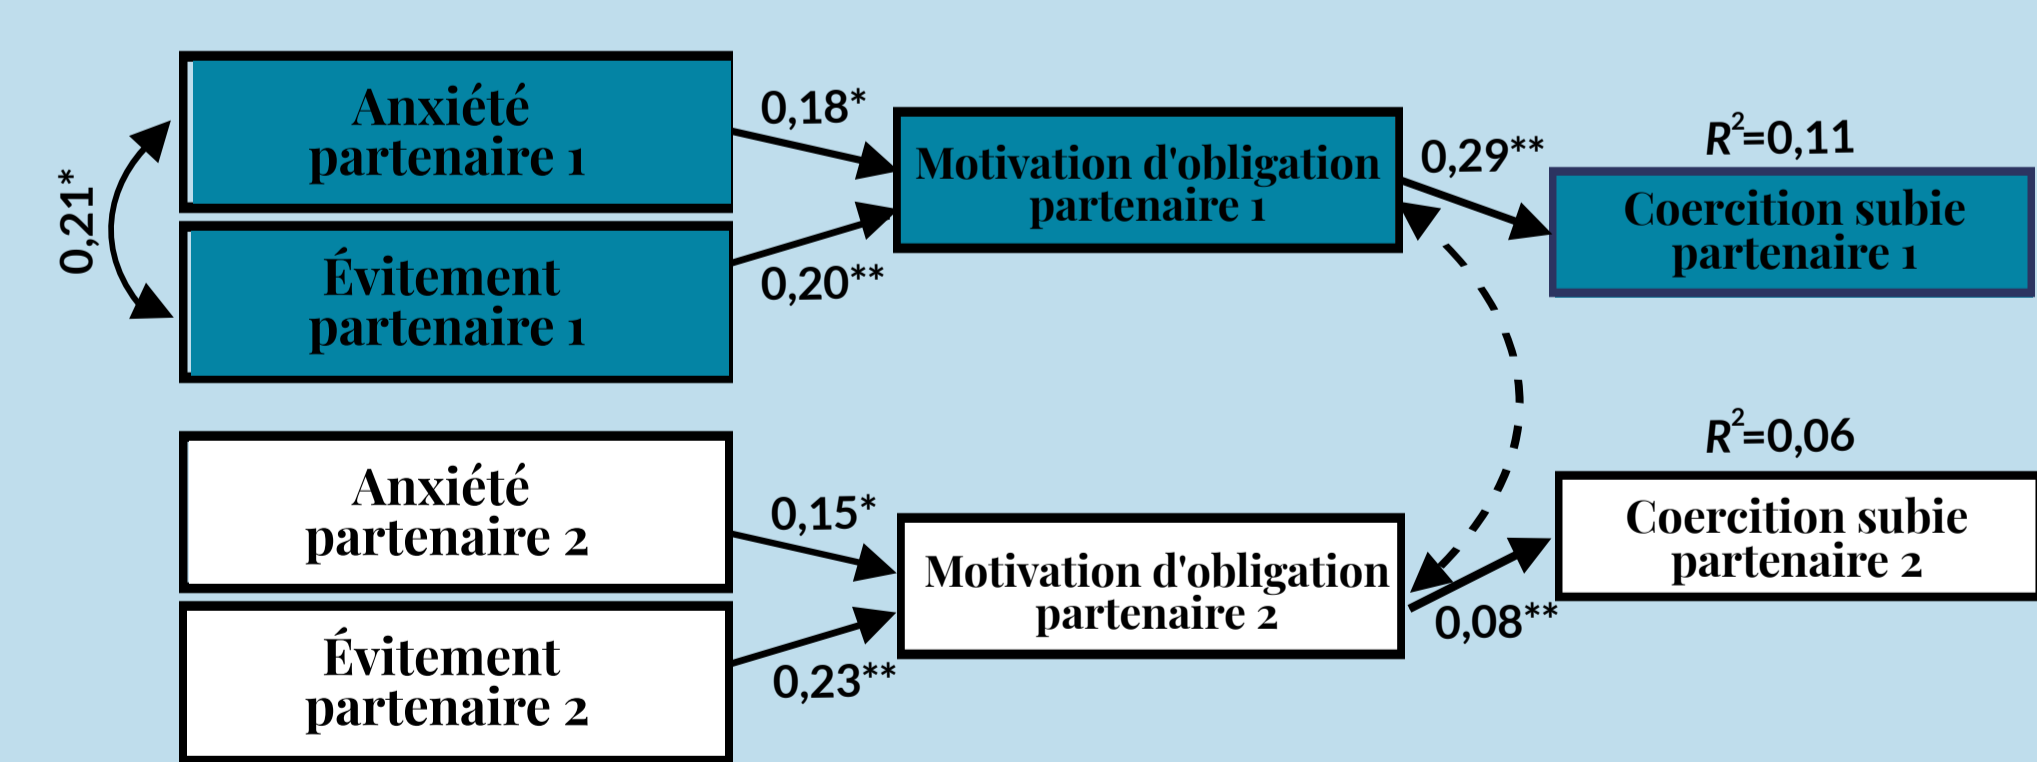 Anxiété
partenaire 1
0,18*
0,21*
Évitement
partenaire 1
0,20**
Motivation d'obligation
partenaire 1
0,29**
R²=0,11
Coercition subie
partenaire 1
Anxiété
partenaire 2
0,15*
Évitement
partenaire 2
0,23**
Motivation d'obligation
partenaire 2
0,08**
R²=0,06
Coercition subie
partenaire 2